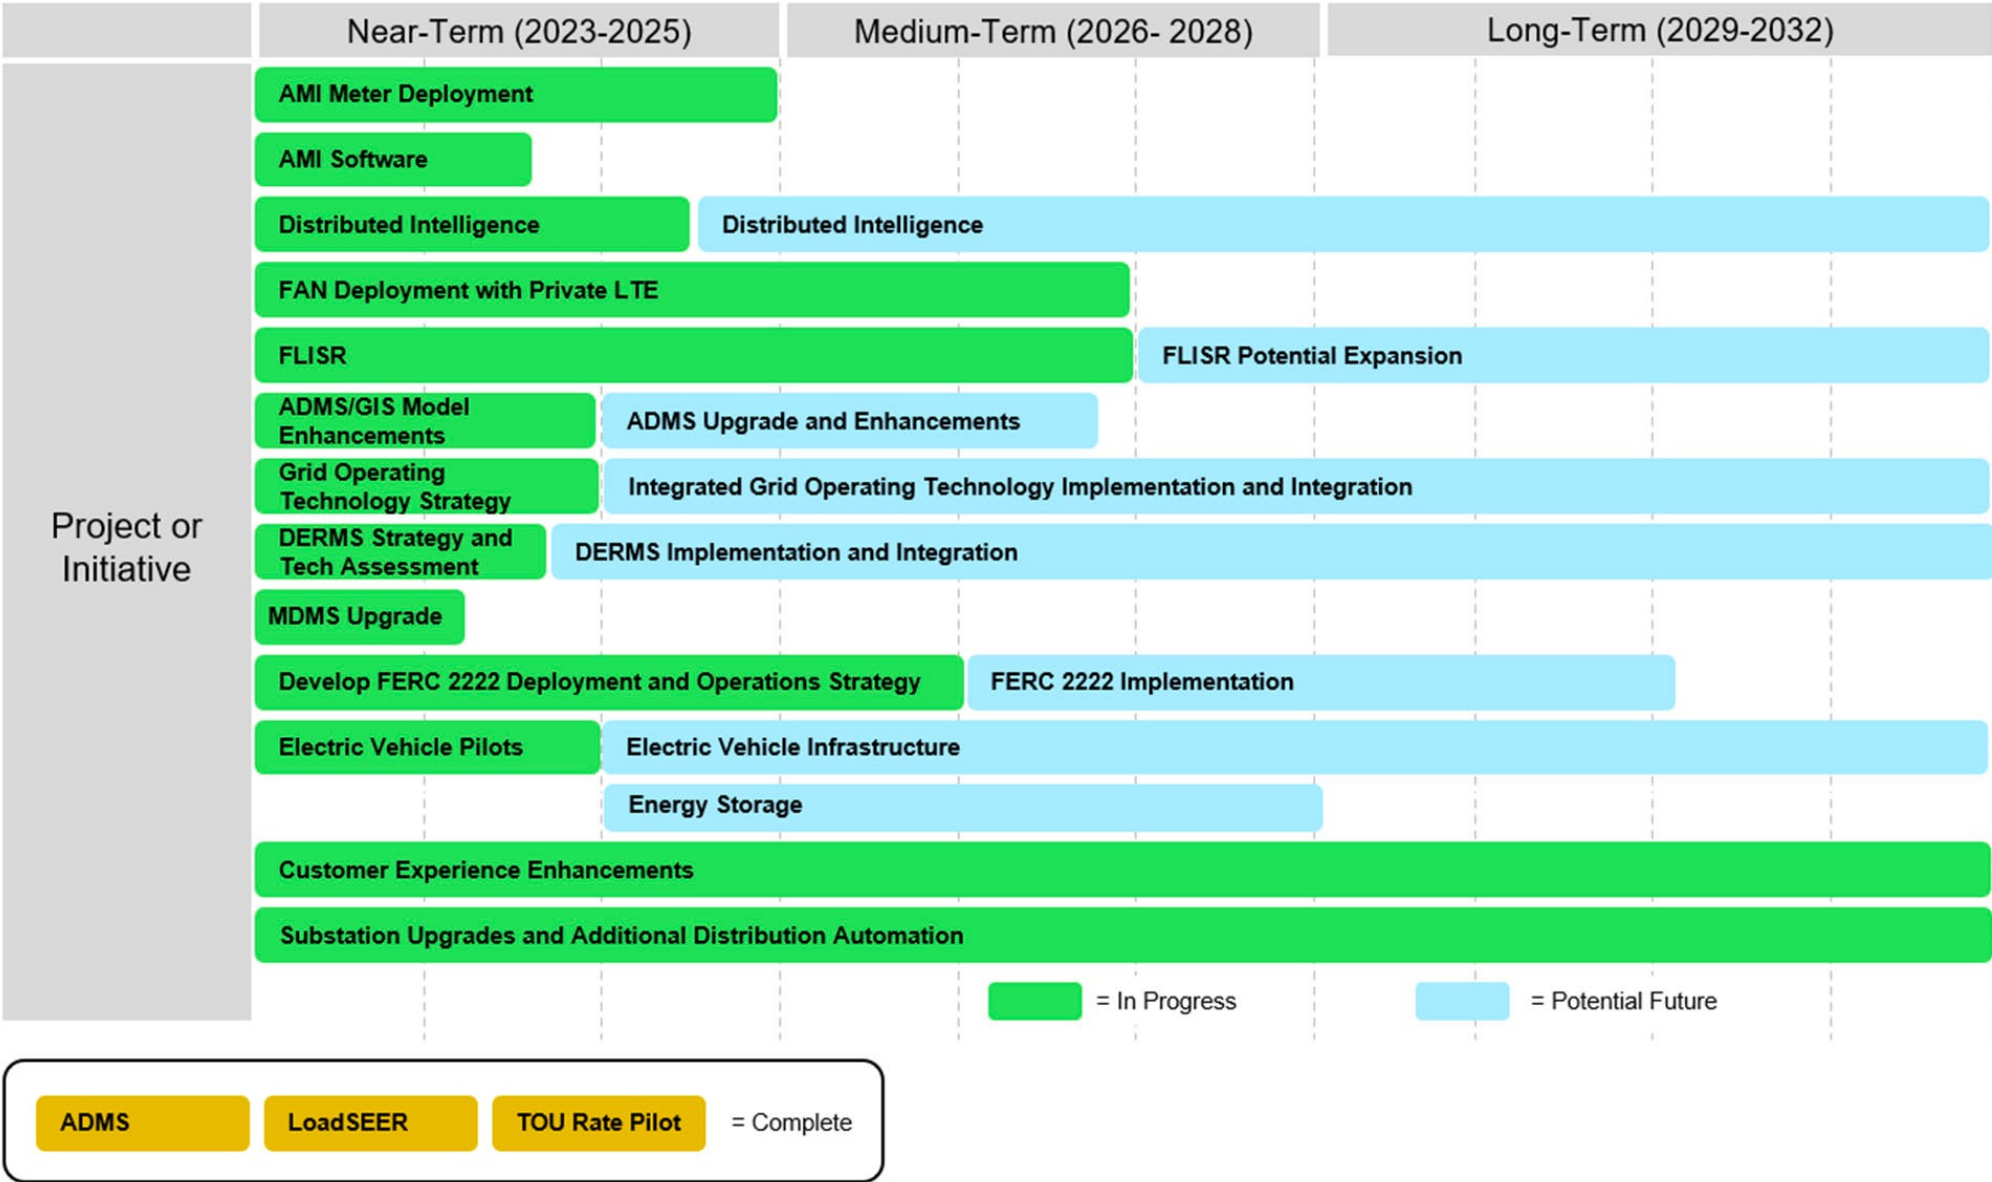 Near-Term (2023-2025)
Medium-Term (2026- 2028)
Long-Term (2029-2032)
Project or
Initiative
AMI Meter Deployment
AMI Software
Distributed Intelligence
Distributed Intelligence
FAN Deployment with Private LTE
FLISR
FLISR Potential Expansion
ADMS/GIS Model
Enhancements
ADMS Upgrade and Enhancements
Grid Operating
Technology Strategy
Integrated Grid Operating Technology Implementation and Integration
DERMS Strategy and
Tech Assessment
DERMS Implementation and Integration
MDMS Upgrade
Develop FERC 2222 Deployment and Operations Strategy
FERC 2222 Implementation
Electric Vehicle Pilots
Electric Vehicle Infrastructure
Energy Storage
Customer Experience Enhancements
Substation Upgrades and Additional Distribution Automation
= In Progress
= Potential Future
ADMS
LoadSEER
TOU Rate Pilot
= Complete